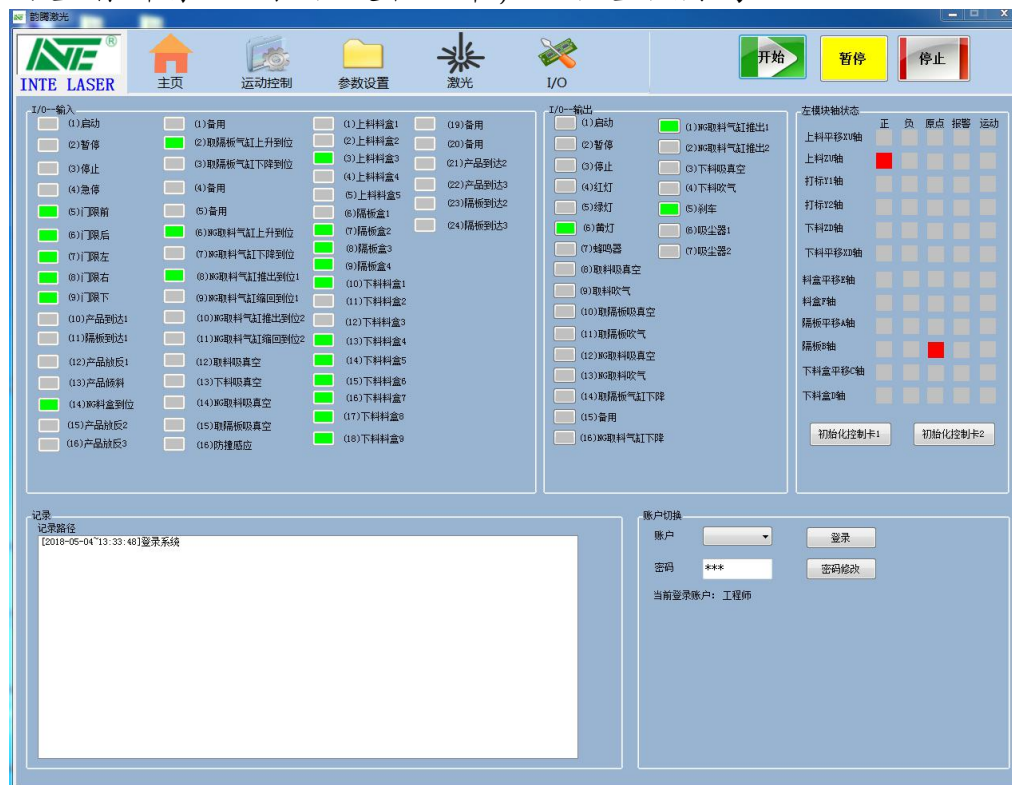 韵腾激光
INTE LASER
主页
运动控制
参数设置
激光
I/O
开始
暂停
停止
I/O--输入
(1)启动
(2)暂停
(3)停止
(4)急停
(5)门限前
(6)门限后
(7)门限左
(8)门限右
(9)门限下
(10)产品到达1
(11)隔板到达1
(12)产品放反1
(13)产品倾斜
(14)NG料盒到位
(15)产品放反2
(16)产品放反3
(1)备用
(2)取隔板气缸上升到位
(3)取隔板气缸下降到位
(4)备用
(5)备用
(6)NG取料气缸上升到位
(7)NG取料气缸下降到位
(8)NG取料气缸推出到位1
(9)NG取料气缸缩回到位1
(10)NG取料气缸推出到位2
(11)NG取料气缸缩回到位2
(12)取料吸真空
(13)下料吸真空
(14)NG取料吸真空
(15)取隔板吸真空
(16)防撞感应
(1)上料料盒1
(2)上料料盒2
(3)上料料盒3
(4)上料料盒4
(5)上料料盒5
(6)隔板盒1
(7)隔板盒2
(8)隔板盒3
(9)隔板盒4
(10)下料料盒1
(11)下料料盒2
(12)下料料盒3
(13)下料料盒4
(14)下料料盒5
(15)下料料盒6
(16)下料料盒7
(17)下料料盒8
(18)下料料盒9
(19)备用
(20)备用
(21)产品到达2
(22)产品到达3
(23)隔板到达2
(24)隔板到达3
I/O--输出
(1)启动
(2)暂停
(3)停止
(4)红灯
(5)绿灯
(6)黄灯
(7)蜂鸣器
(8)取料吸真空
(9)取料吹气
(10)取隔板吸真空
(11)取隔板吹气
(12)NG取料吸真空
(13)NG取料吹气
(14)取隔板气缸下降
(15)备用
(16)NG取料气缸下降
(1)NG取料气缸推出1
(2)NG取料气缸推出2
(3)下料吸真空
(4)下料吹气
(5)刹车
(6)吸尘器1
(7)吸尘器2
左模块轴状态
正 负 原点 报警 运动
上料平移XU轴
上料ZU轴
打标Y1轴
打标Y2轴
下料ZD轴
下料平移XD轴
料盒平移E轴
料盒F轴
隔板平移A轴
隔板B轴
下料盒平移C轴
下料盒D轴
初始化控制卡1 初始化控制卡2
记录
记录路径
[2018-05-04~13:33:48]登录系统
账户切换
账户
登录
密码 ***
密码修改
当前登录账户: 工程师